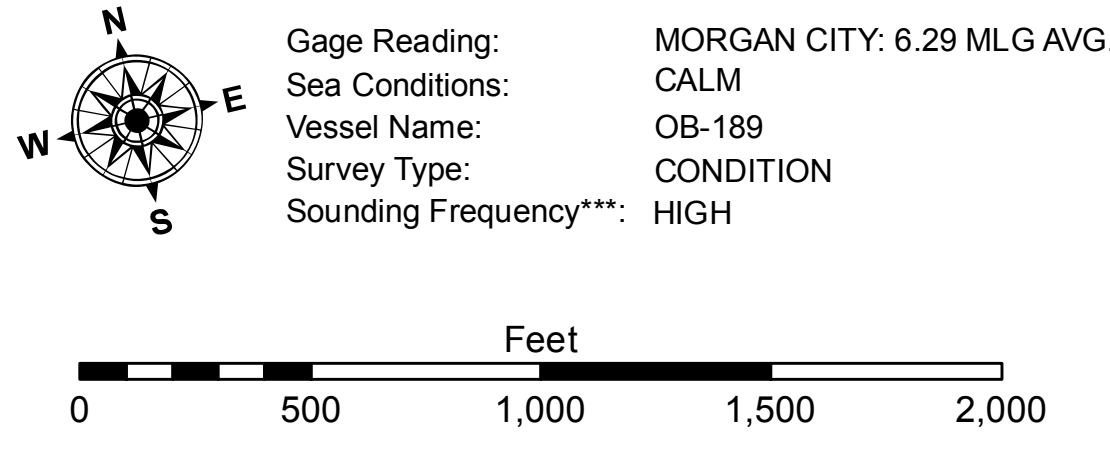 N
E
W
S
Gage Reading: MORGAN CITY: 6.29 MLG AVG.
Sea Conditions: CALM
Vessel Name: OB-189
Survey Type: CONDITION
Sounding Frequency***: HIGH
Feet
0 500 1,000 1,500 2,000